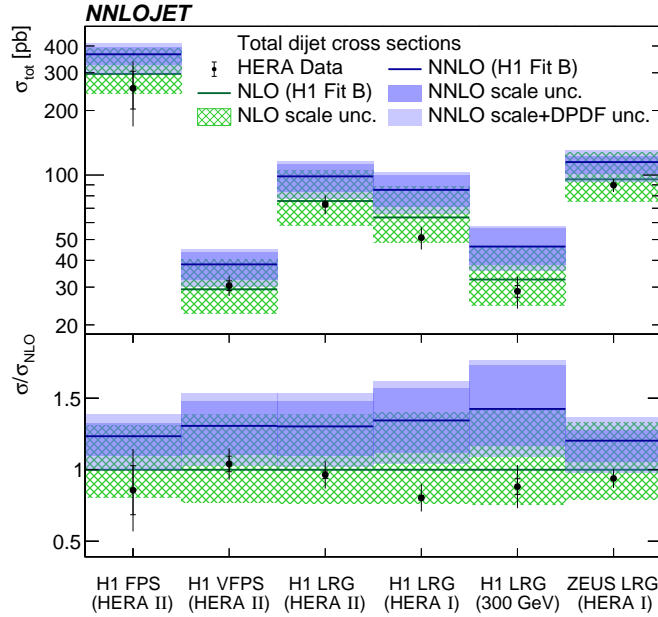 NNLOJET
σtot [pb]
400
300
200
100
50
40
30
20
Total dijet cross sections
HERA Data
NNLO (H1 Fit B)
NLO (H1 Fit B)
NNLO scale unc.
NLO scale unc.
NNLO scale+DPDF unc.
σ/σNLO
1.5
1
0.5
H1 FPS
(HERA II)
H1 VFPS
(HERA II)
H1 LRG
(HERA II)
H1 LRG
(HERA I)
H1 LRG
(300 GeV)
ZEUS LRG
(HERA I)